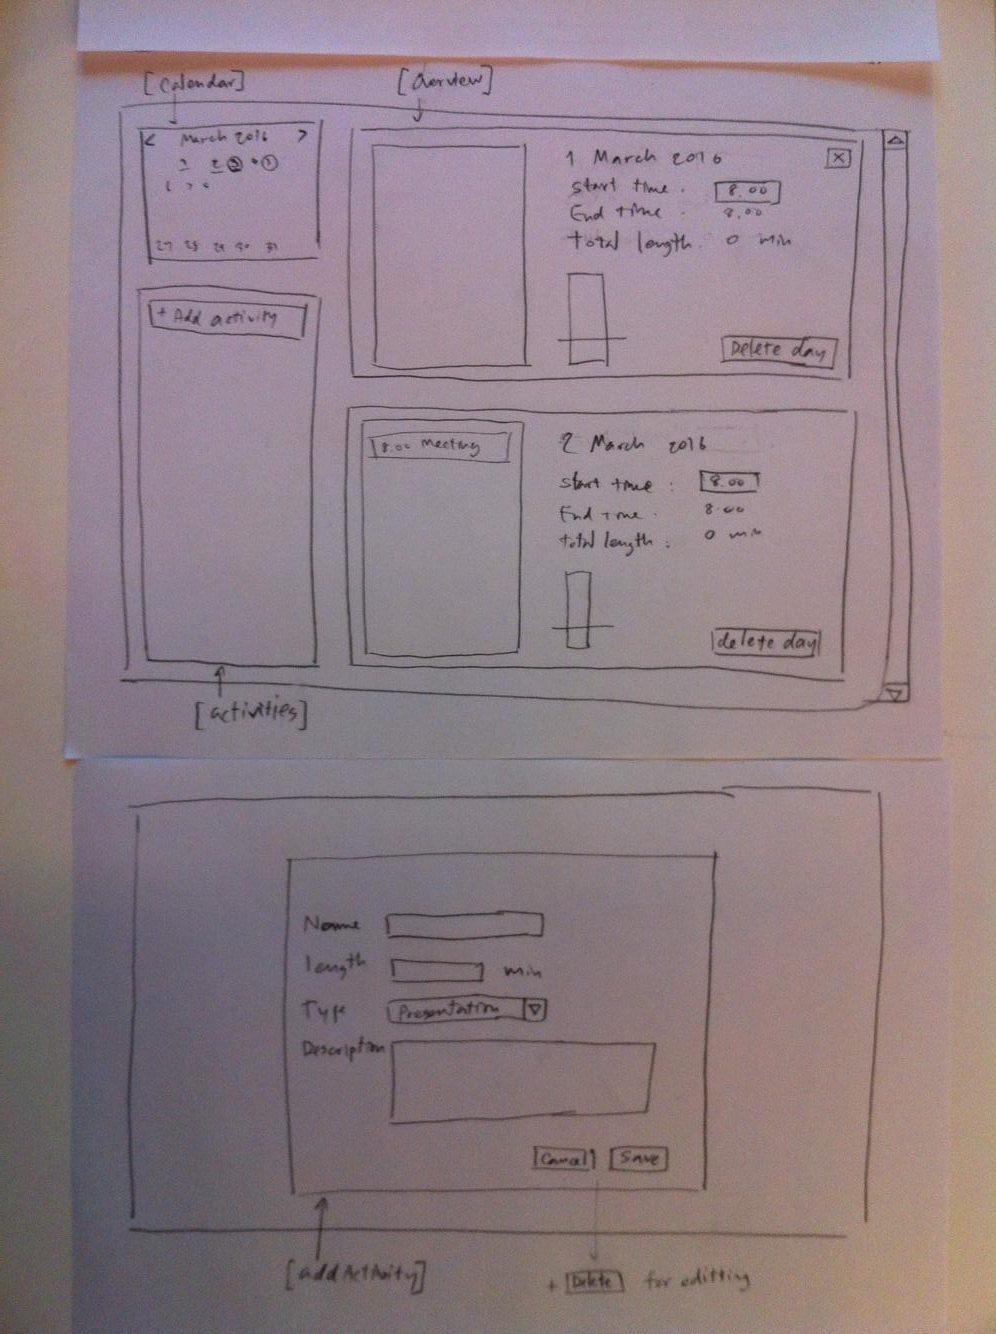 [Calendar]
[Overview]
< March 2016 >
1 2 3 4 5
6 7 8
27 28 29 30 31
+ Add activity
1 March 2016
X
Start time : 8.00
End time : 8.00
Total length : 0 min
Delete day
8.00 Meeting
2 March 2016
Start time : 8.00
End time : 8.00
Total length : 0 min
delete day
[activities]
Name
length min
Type Presentation
Description
Cancel Save
[addActivity]
+ Delete for editting